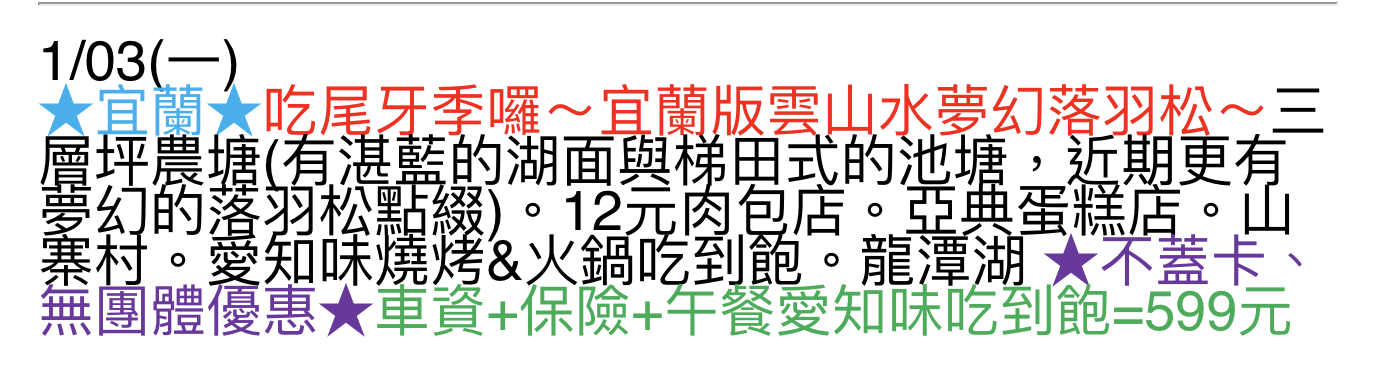 1/03(一)
★宜蘭★吃尾牙季囉～宜蘭版雲山水夢幻落羽松～三
層坪農塘(有湛藍的湖面與梯田式的池塘，近期更有
夢幻的落羽松點綴)。12元肉包店。亞典蛋糕店。山
寨村。愛知味燒烤&火鍋吃到飽。龍潭湖 ★不蓋卡、
無團體優惠★車資+保險+午餐愛知味吃到飽=599元